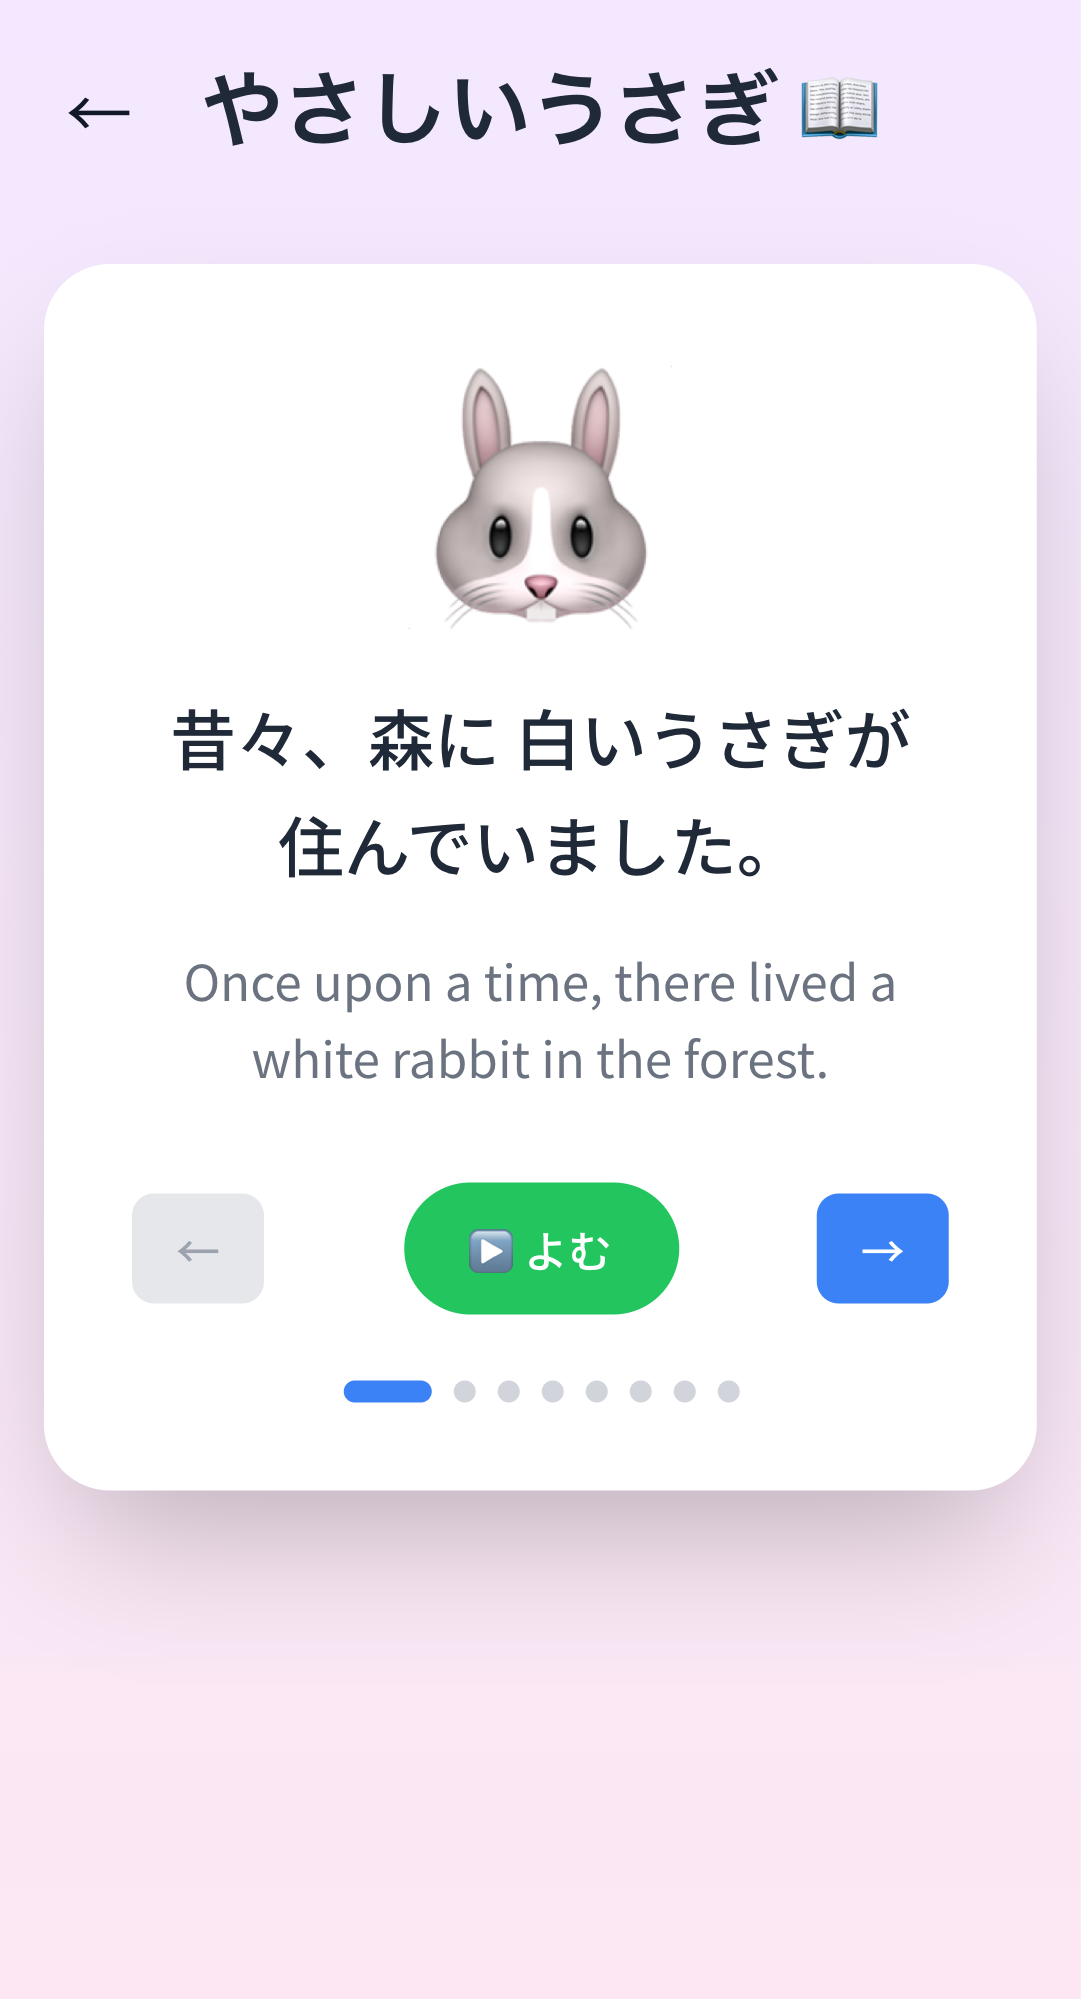 ← やさしいうさぎ 📖
昔々、森に 白いうさぎが
住んでいました。
Once upon a time, there lived a
white rabbit in the forest.
← ▶️ よむ →